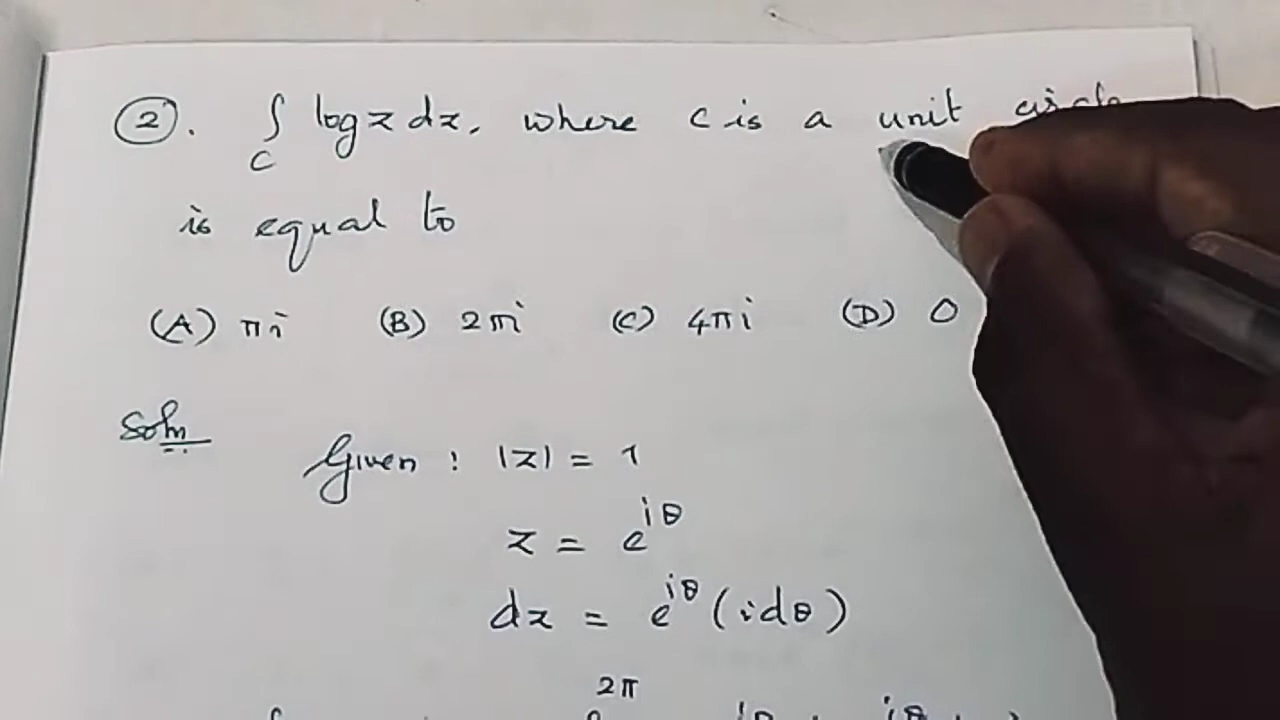 2. ∫_C log z dz, where C is a unit
is equal to
(A) πi (B) 2πi (C) 4πi (D) 0
Soln
Given : |z| = 1
z = e^{iθ}
dz = e^{iθ} (i dθ)
2π